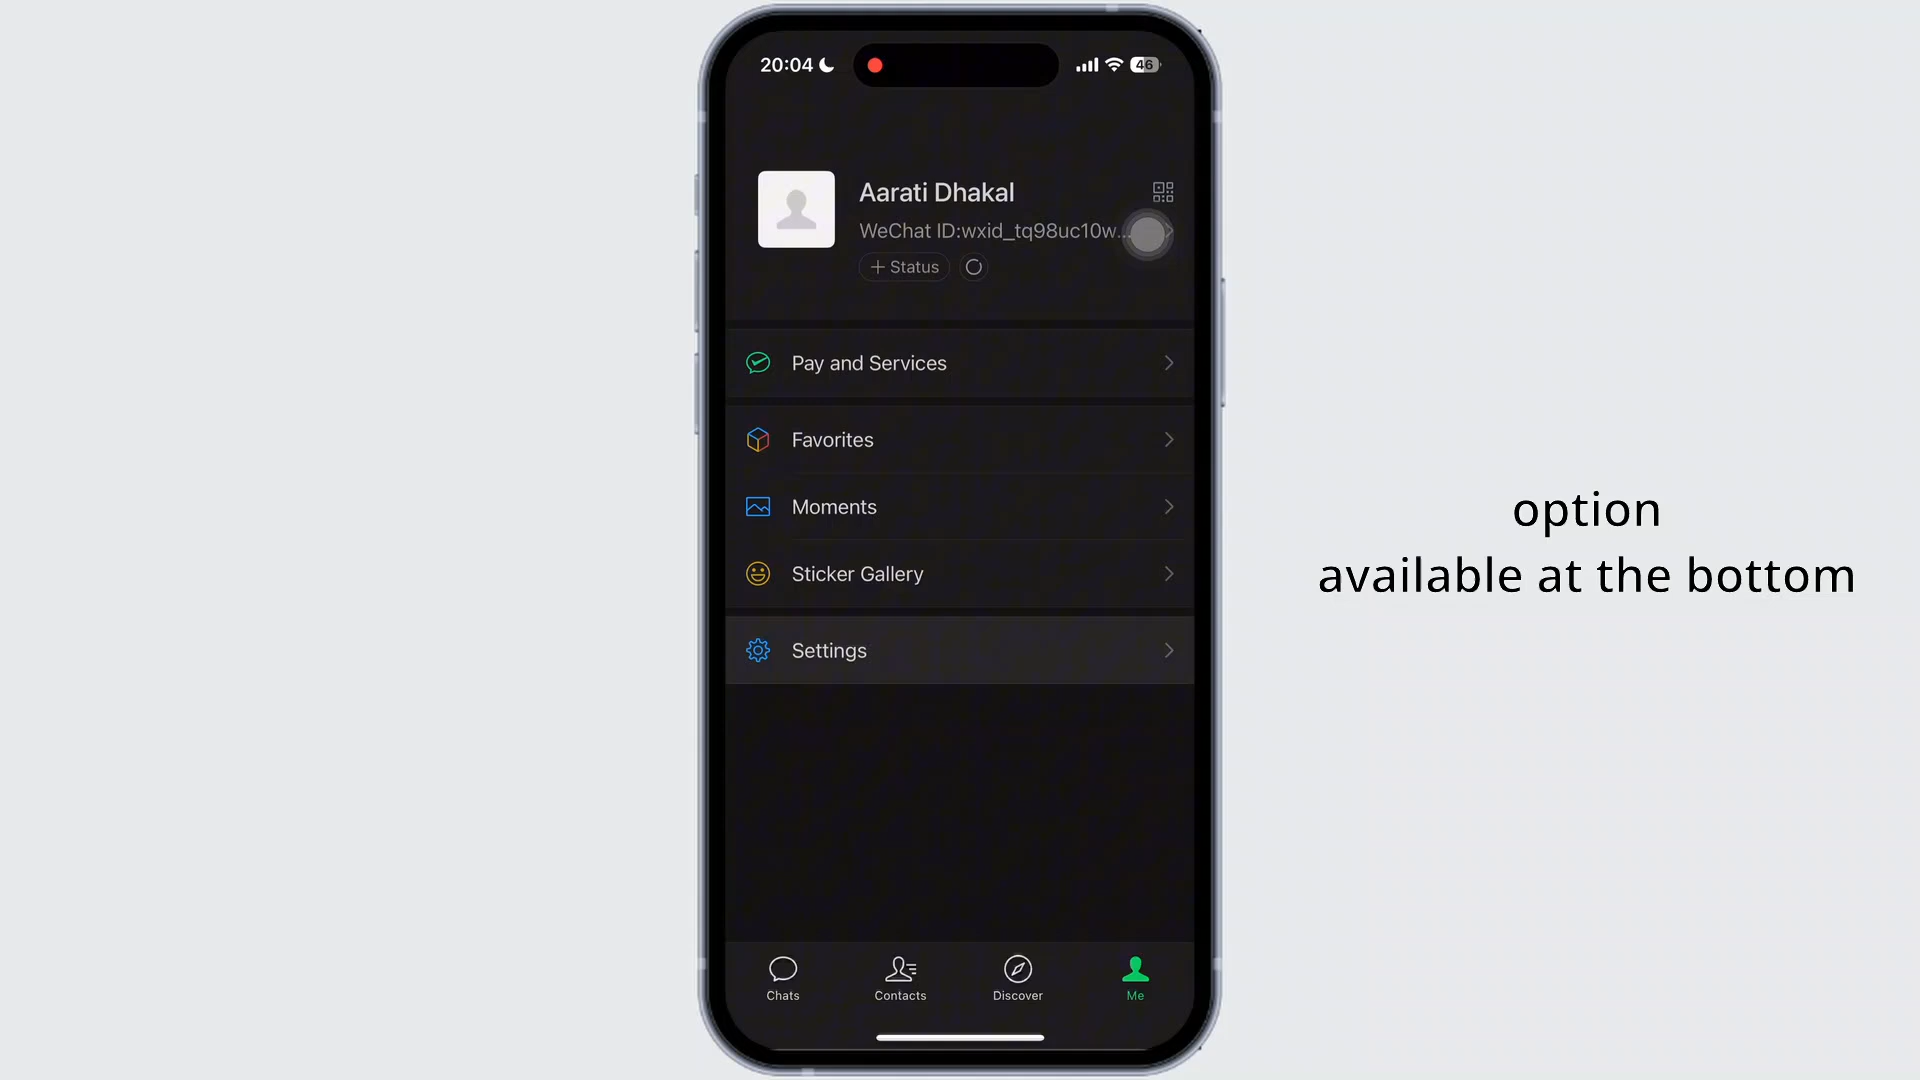 20:04
46
Aarati Dhakal
WeChat ID:wxid_tq98uc10w...
+ Status
Pay and Services
Favorites
Moments
Sticker Gallery
Settings
option
available at the bottom
Chats
Contacts
Discover
Me